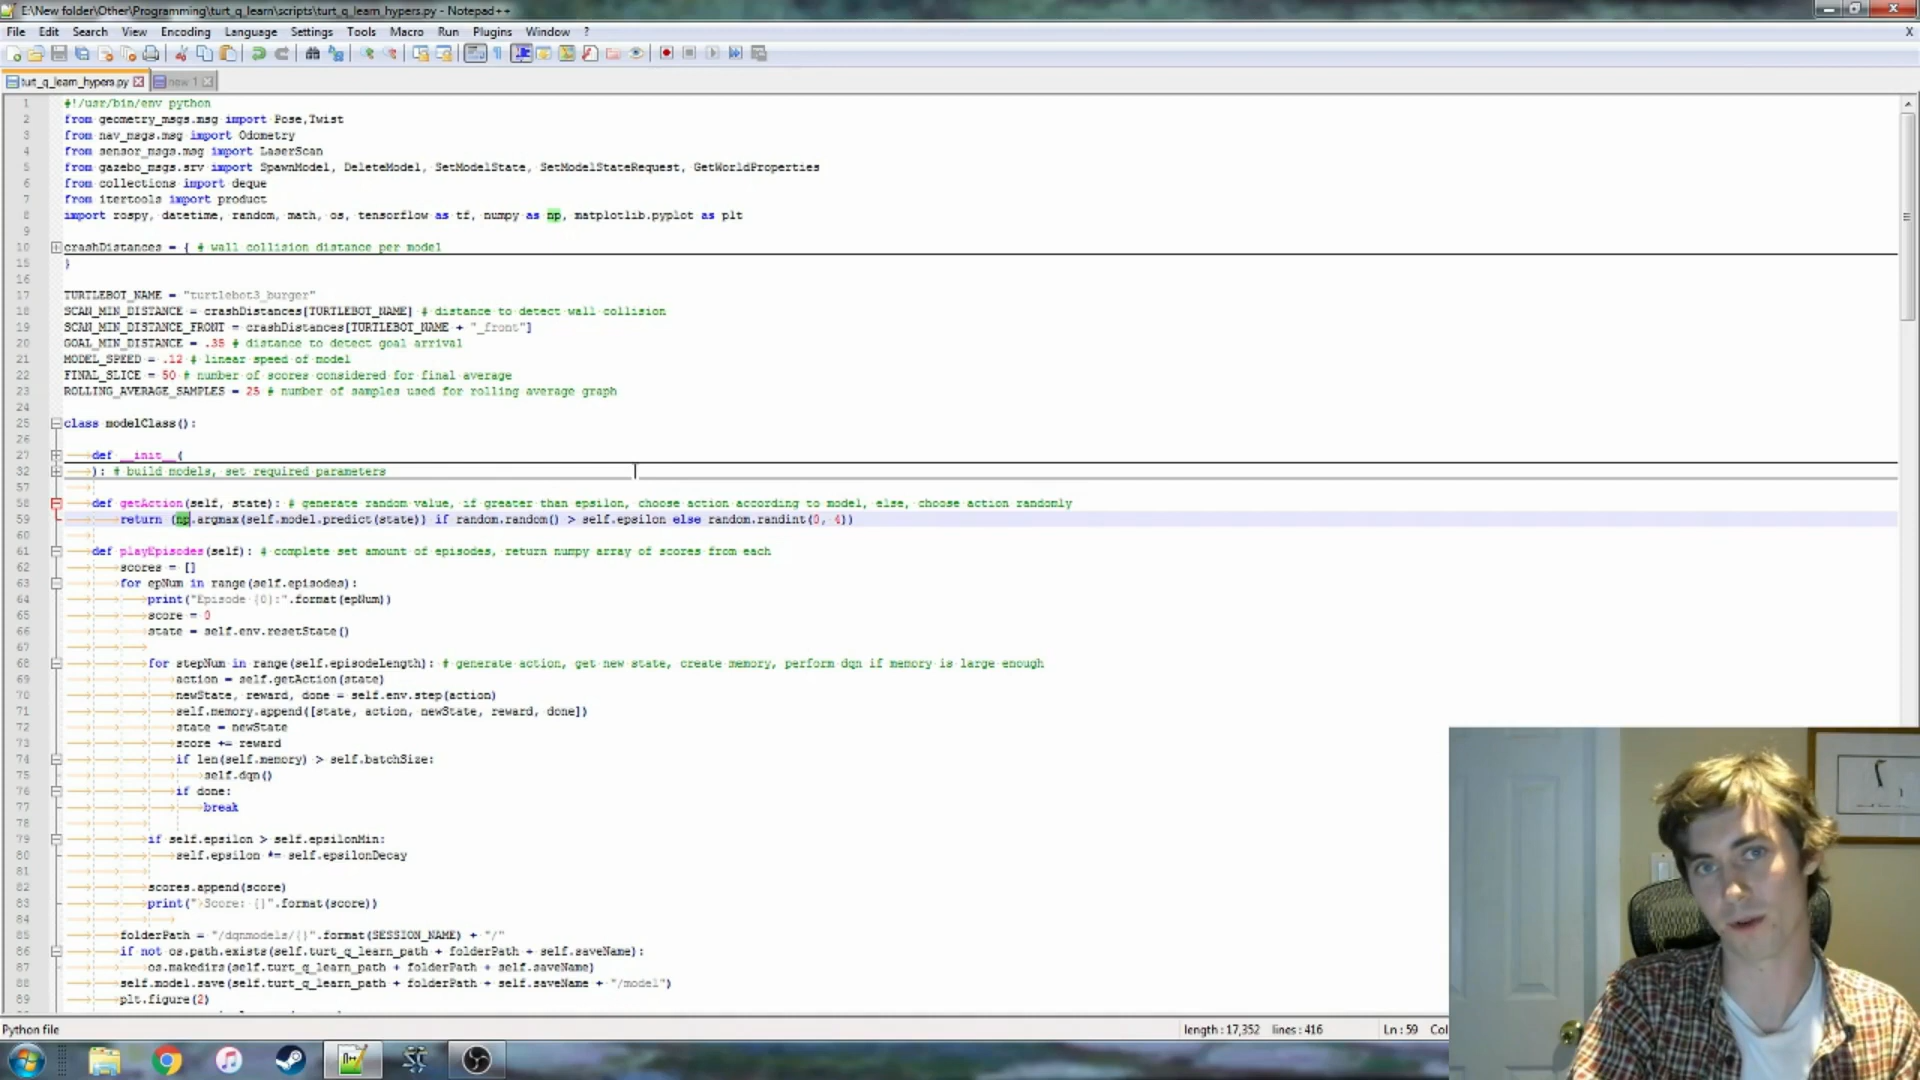 E:\New folder\Other\Programming\turt_q_learn\scripts\turt_q_learn_hypers.py - Notepad++
File Edit Search View Encoding Language Settings Tools Macro Run Plugins Window ? X
turt_q_learn_hypers.py new 1
1 #!/usr/bin/env python
2 from geometry_msgs.msg import Pose,Twist
3 from nav_msgs.msg import Odometry
4 from sensor_msgs.msg import LaserScan
5 from gazebo_msgs.srv import SpawnModel, DeleteModel, SetModelState, SetModelStateRequest, GetWorldProperties
6 from collections import deque
7 from itertools import product
8 import rospy, datetime, random, math, os, tensorflow as tf, numpy as np, matplotlib.pyplot as plt
9
10 crashDistances = { # wall collision distance per model
15 }
16
17 TURTLEBOT_NAME = "turtlebot3_burger"
18 SCAN_MIN_DISTANCE = crashDistances[TURTLEBOT_NAME] # distance to detect wall collision
19 SCAN_MIN_DISTANCE_FRONT = crashDistances[TURTLEBOT_NAME + "_front"]
20 GOAL_MIN_DISTANCE = .35 # distance to detect goal arrival
21 MODEL_SPEED = .12 # linear speed of model
22 FINAL_SLICE = 50 # number of scores considered for final average
23 ROLLING_AVERAGE_SAMPLES = 25 # number of samples used for rolling average graph
24
25 class modelClass():
26
27 def __init__(
32 ): # build models, set required parameters
57
58 def getAction(self, state): # generate random value, if greater than epsilon, choose action according to model, else, choose action randomly
59 return (np.argmax(self.model.predict(state)) if random.random() > self.epsilon else random.randint(0, 4))
60
61 def playEpisodes(self): # complete set amount of episodes, return numpy array of scores from each
62 scores = []
63 for epNum in range(self.episodes):
64 print("Episode {0}:".format(epNum))
65 score = 0
66 state = self.env.resetState()
67
68 for stepNum in range(self.episodeLength): # generate action, get new state, create memory, perform dqn if memory is large enough
69 action = self.getAction(state)
70 newState, reward, done = self.env.step(action)
71 self.memory.append([state, action, newState, reward, done])
72 state = newState
73 score += reward
74 if len(self.memory) > self.batchSize:
75 self.dqn()
76 if done:
77 break
78
79 if self.epsilon > self.epsilonMin:
80 self.epsilon *= self.epsilonDecay
81
82 scores.append(score)
83 print(">Score: {}".format(score))
84
85 folderPath = "/dqnmodels/{}".format(SESSION_NAME) + "/"
86 if not os.path.exists(self.turt_q_learn_path + folderPath + self.saveName):
87 os.makedirs(self.turt_q_learn_path + folderPath + self.saveName)
88 self.model.save(self.turt_q_learn_path + folderPath + self.saveName + "/model")
89 plt.figure(2)
Python file length : 17,352 lines : 416 Ln : 59 Col